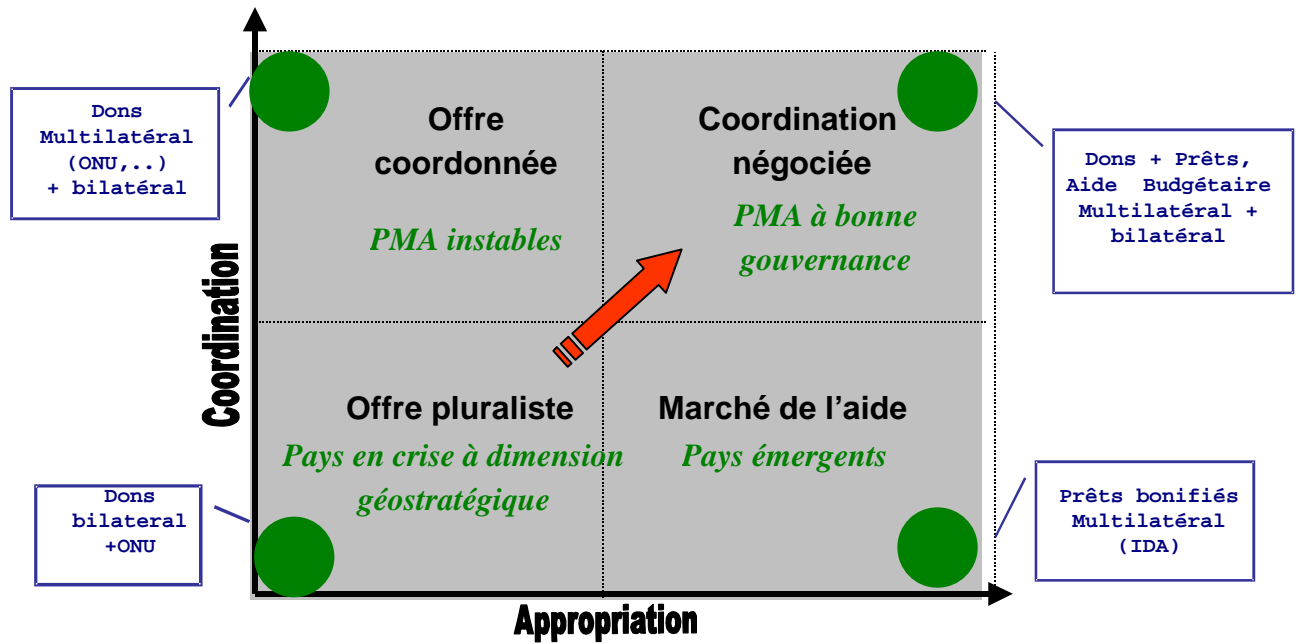 Dons
Multilatéral
(ONU,..)
+ bilatéral
Offre
coordonnée
PMA instables
Coordination
négociée
PMA à bonne
gouvernance
Dons + Prêts,
Aide Budgétaire
Multilatéral +
bilatéral
Coordination
Offre pluraliste
Pays en crise à dimension
géostratégique
Marché de l'aide
Pays émergents
Dons
bilateral
+ONU
Prêts bonifiés
Multilatéral
(IDA)
Appropriation